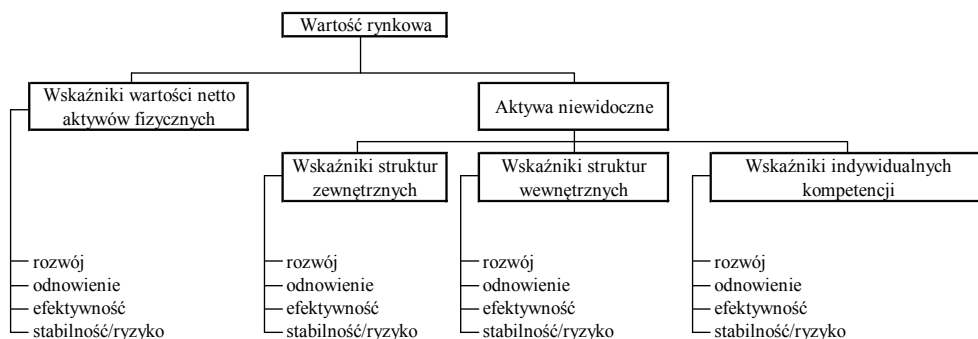 Wartość rynkowa
Wskaźniki wartości netto
aktywów fizycznych
Aktywa niewidoczne
Wskaźniki struktur
zewnętrznych
Wskaźniki struktur
wewnętrznych
Wskaźniki indywidualnych
kompetencji
rozwój
odnowienie
efektywność
stabilność/ryzyko
rozwój
odnowienie
efektywność
stabilność/ryzyko
rozwój
odnowienie
efektywność
stabilność/ryzyko
rozwój
odnowienie
efektywność
stabilność/ryzyko